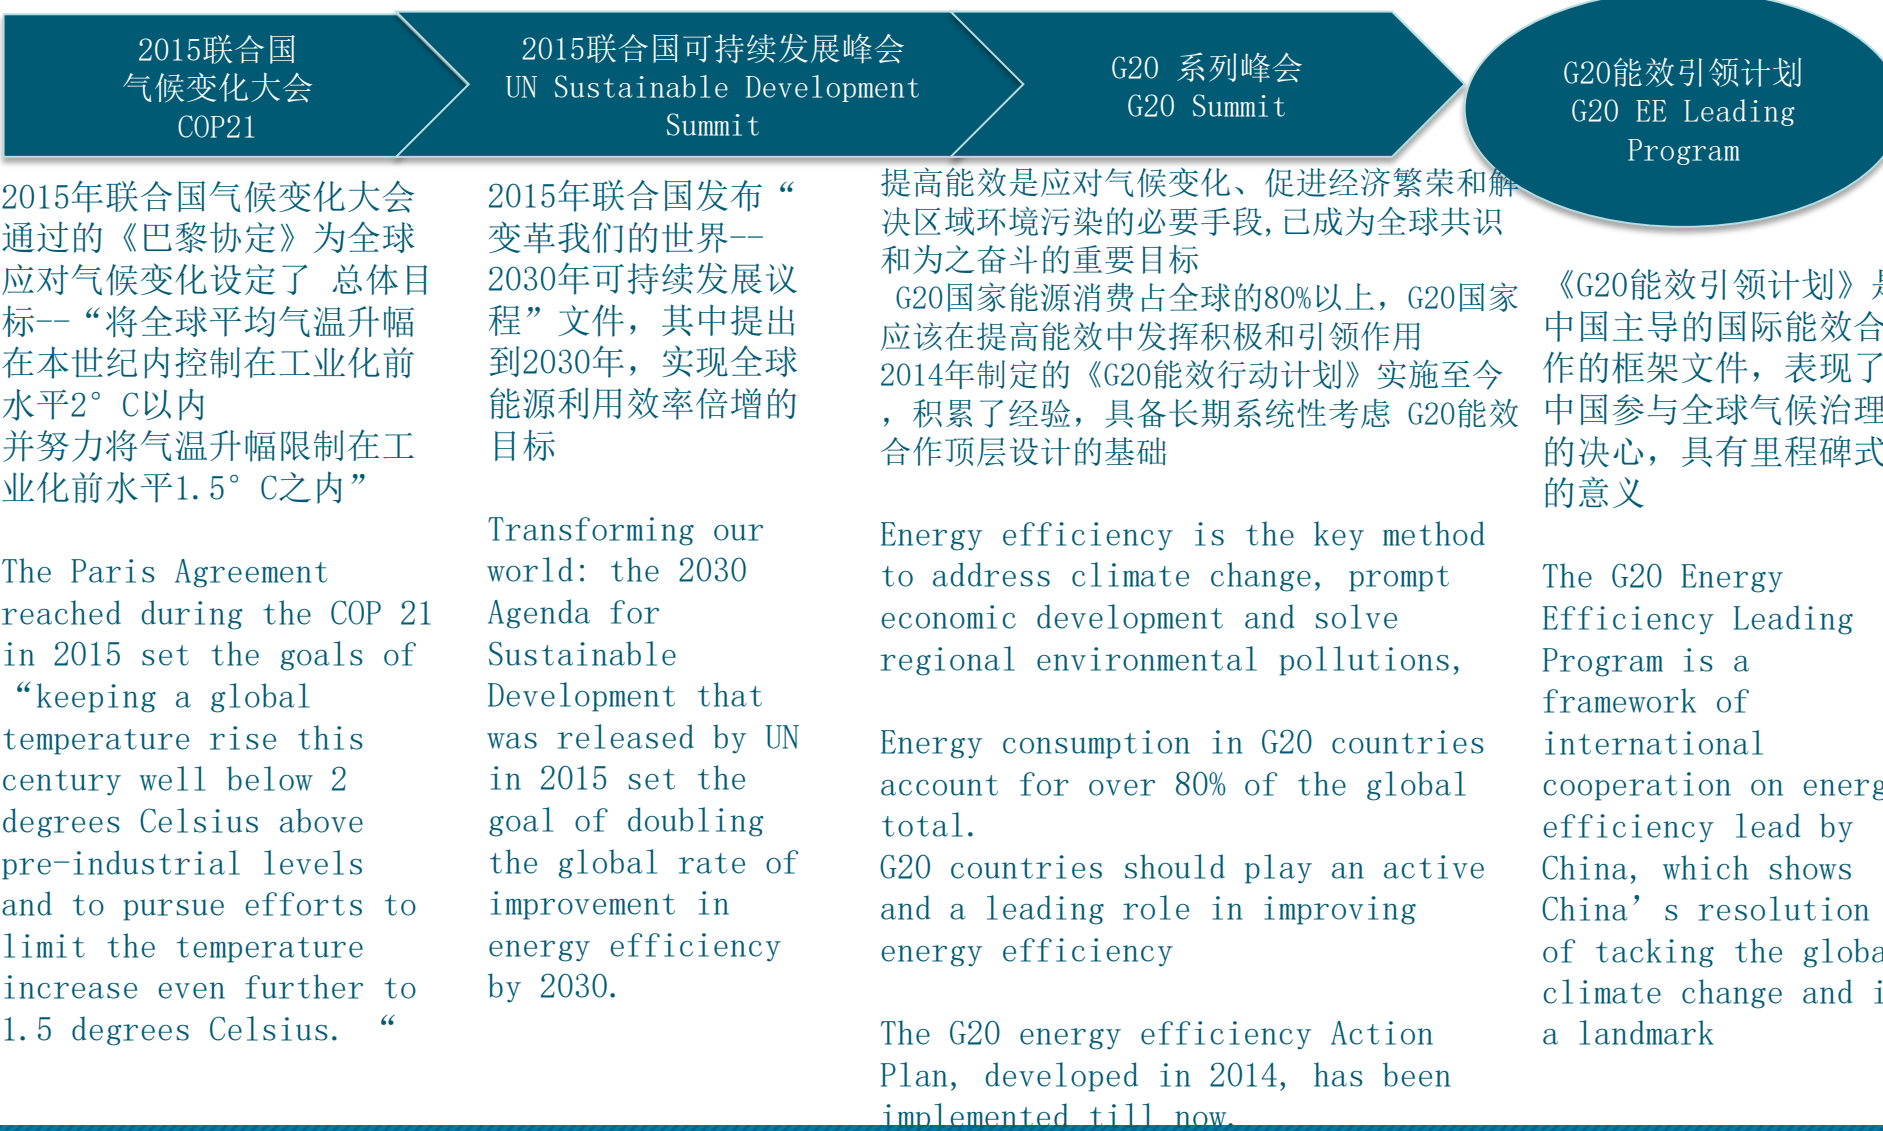 2015联合国
气候变化大会
COP21
2015联合国可持续发展峰会
UN Sustainable Development
Summit
G20 系列峰会
G20 Summit
G20能效引领计划
G20 EE Leading
Program
2015年联合国气候变化大会
通过的《巴黎协定》为全球
应对气候变化设定了 总体目
标--“将全球平均气温升幅
在本世纪内控制在工业化前
水平2°C以内
并努力将气温升幅限制在工
业化前水平1.5°C之内”
The Paris Agreement
reached during the COP 21
in 2015 set the goals of
“keeping a global
temperature rise this
century well below 2
degrees Celsius above
pre-industrial levels
and to pursue efforts to
limit the temperature
increase even further to
1.5 degrees Celsius. “
2015年联合国发布“
变革我们的世界--
2030年可持续发展议
程”文件，其中提出
到2030年，实现全球
能源利用效率倍增的
目标
Transforming our
world: the 2030
Agenda for
Sustainable
Development that
was released by UN
in 2015 set the
goal of doubling
the global rate of
improvement in
energy efficiency
by 2030.
提高能效是应对气候变化、促进经济繁荣和解
决区域环境污染的必要手段,已成为全球共识
和为之奋斗的重要目标
G20国家能源消费占全球的80%以上，G20国家
应该在提高能效中发挥积极和引领作用
2014年制定的《G20能效行动计划》实施至今
，积累了经验，具备长期系统性考虑 G20能效
合作顶层设计的基础
Energy efficiency is the key method
to address climate change, prompt
economic development and solve
regional environmental pollutions,
Energy consumption in G20 countries
account for over 80% of the global
total.
G20 countries should play an active
and a leading role in improving
energy efficiency
The G20 energy efficiency Action
Plan, developed in 2014, has been
implemented till now.
《G20能效引领计划》是
中国主导的国际能效合
作的框架文件，表现了
中国参与全球气候治理
的决心，具有里程碑式
的意义
The G20 Energy
Efficiency Leading
Program is a
framework of
international
cooperation on energ
efficiency lead by
China, which shows
China’s resolution
of tacking the globa
climate change and i
a landmark